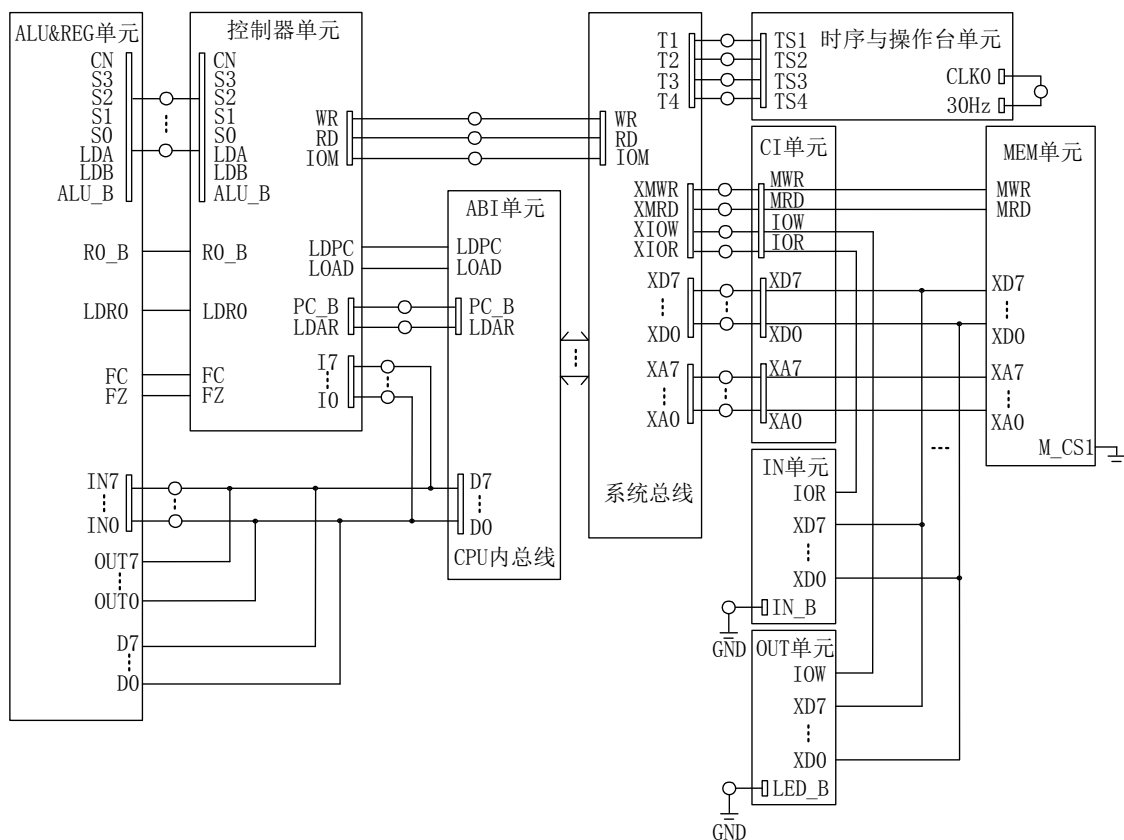 ALU&REG单元
CN
S3
S2
S1
S0
LDA
LDB
ALU_B
R0_B
LDR0
FC
FZ
IN7
IN0
OUT7
OUT0
D7
D0
控制器单元
CN
S3
S2
S1
S0
LDA
LDB
ALU_B
R0_B
LDR0
FC
FZ
WR
RD
IOM
LDPC
LOAD
PC_B
LDAR
I7
I0
ABI单元
LDPC
LOAD
PC_B
LDAR
D7
D0
CPU内总线
T1
T2
T3
T4
WR
RD
IOM
XMWR
XMRD
XIOW
XIOR
XD7
XD0
XA7
XA0
系统总线
时序与操作台单元
TS1
TS2
TS3
TS4
CLK0
30Hz
CI单元
MWR
MRD
IOW
IOR
XD7
XD0
XA7
XA0
MEM单元
MWR
MRD
XD7
XD0
XA7
XA0
M_CS1
IN单元
IOR
XD7
XD0
IN_B
GND
OUT单元
IOW
XD7
XD0
LED_B
GND